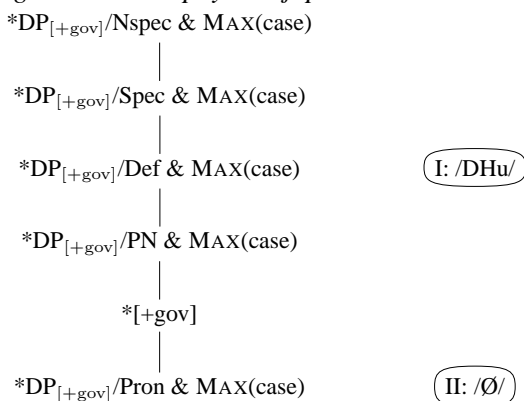 *DP[+gov]/Nspec & MAX(case)
*DP[+gov]/Spec & MAX(case)
*DP[+gov]/Def & MAX(case) I: /DHu/
*DP[+gov]/PN & MAX(case)
*[+gov]
*DP[+gov]/Pron & MAX(case) II: /Ø/